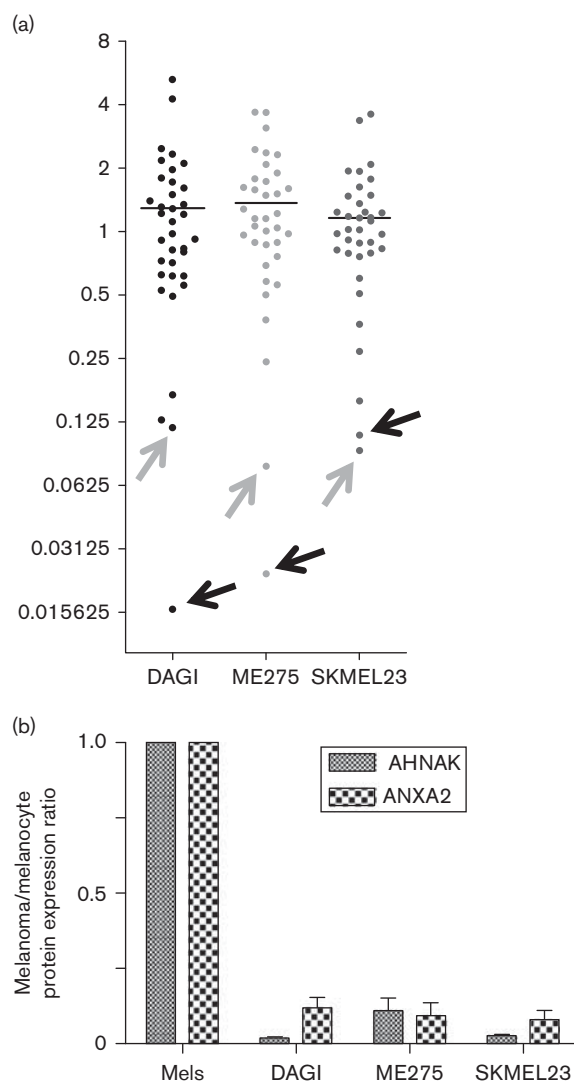 (a)
8
4
2
1
0.5
0.25
0.125
0.0625
0.03125
0.015625
DAGI ME275 SKMEL23
(b)
Melanoma/melanocyte
protein expression ratio
1.0
0.5
0
AHNAK
ANXA2
Mels DAGI ME275 SKMEL23